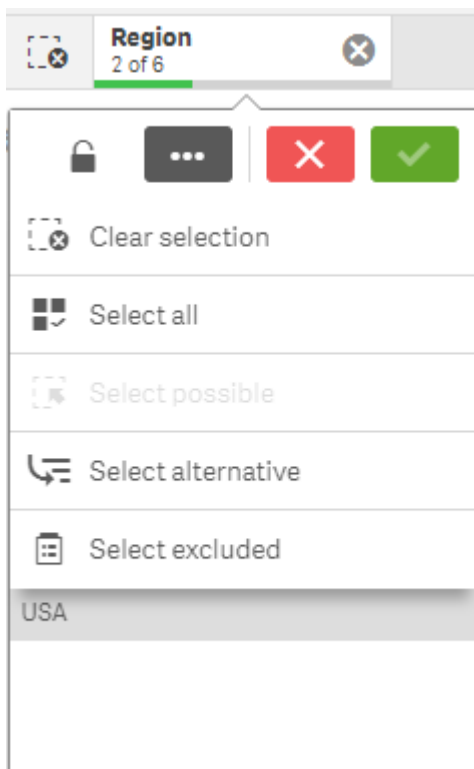 Region
2 of 6
Clear selection
Select all
Select possible
Select alternative
Select excluded
USA